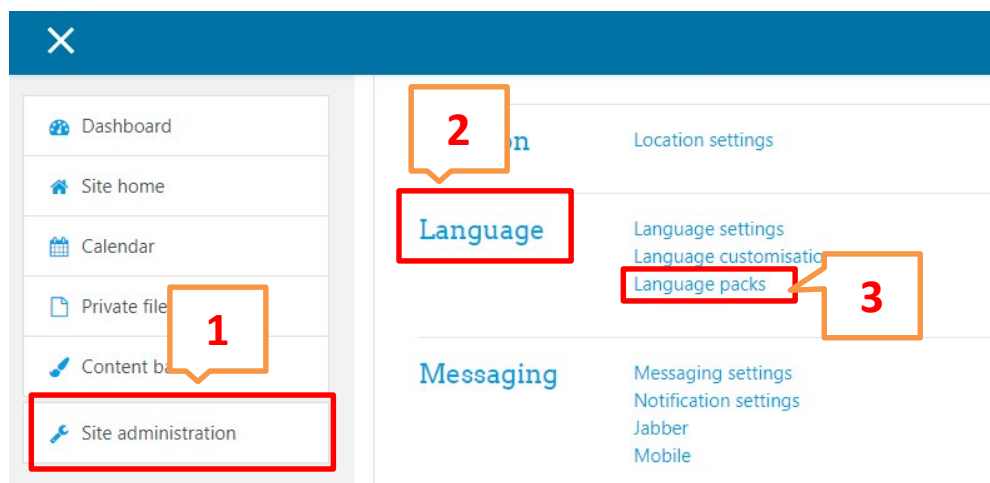 Dashboard
Site home
Calendar
Private file
1
Content ba
Site administration
2
n
Location settings
Language
Language settings
Language customisatio
Language packs
3
Messaging
Messaging settings
Notification settings
Jabber
Mobile